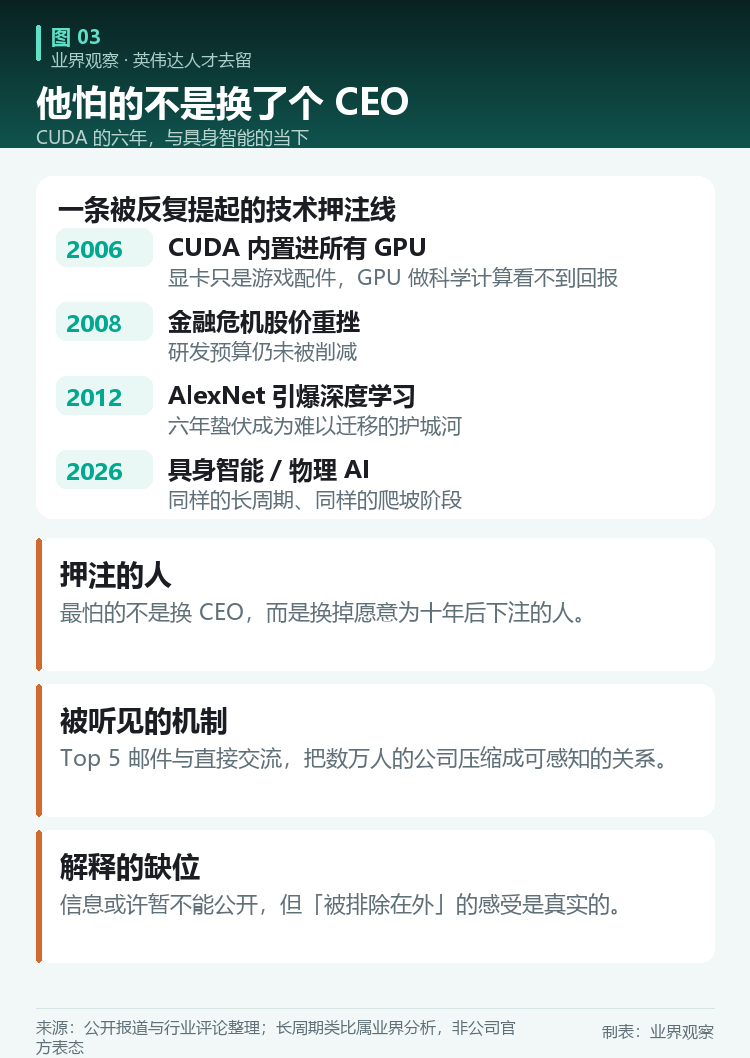 图 03
业界观察 · 英伟达人才去留
他怕的不是换了个 CEO
CUDA 的六年，与具身智能的当下
一条被反复提起的技术押注线
2006
CUDA 内置进所有 GPU
显卡只是游戏配件，GPU 做科学计算看不到回报
2008
金融危机股价重挫
研发预算仍未被削减
2012
AlexNet 引爆深度学习
六年蛰伏成为难以迁移的护城河
2026
具身智能 / 物理 AI
同样的长周期、同样的爬坡阶段
押注的人
最怕的不是换 CEO，而是换掉愿意为十年后下注的人。
被听见的机制
Top 5 邮件与直接交流，把数万人的公司压缩成可感知的关系。
解释的缺位
信息或许暂不能公开，但「被排除在外」的感受是真实的。
来源：公开报道与行业评论整理；长周期类比属业界分析，非公司官
方表态
制表：业界观察